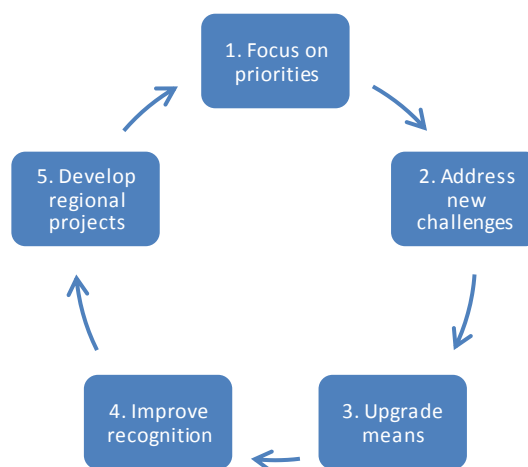 1. Focus on
priorities
2. Address
new
challenges
3. Upgrade
means
4. Improve
recognition
5. Develop
regional
projects